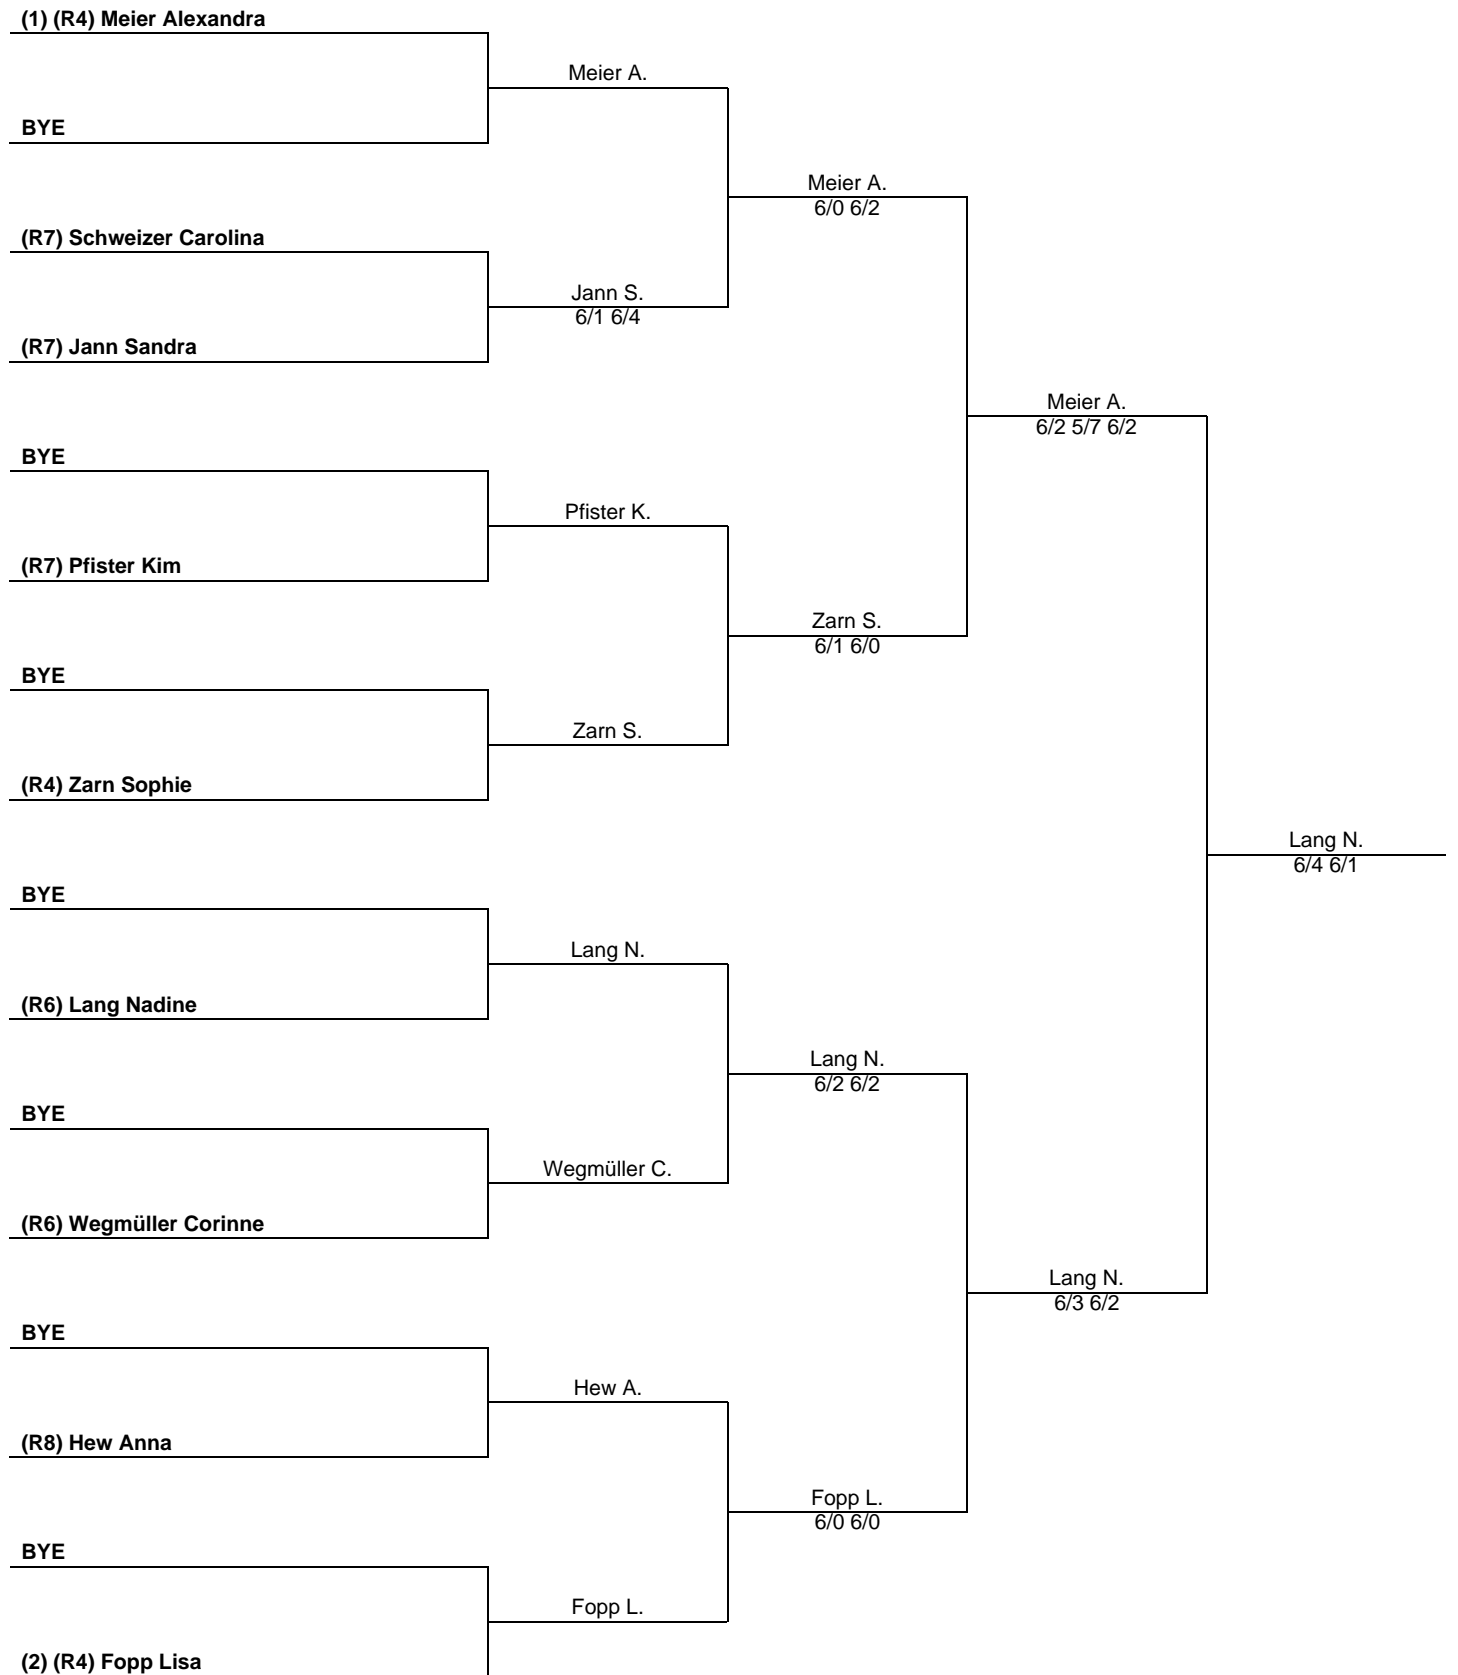 (1) (R4) Meier Alexandra
Meier A.
BYE
Meier A.
6/0 6/2
(R7) Schweizer Carolina
Jann S.
6/1 6/4
(R7) Jann Sandra
Meier A.
6/2 5/7 6/2
BYE
Pfister K.
(R7) Pfister Kim
Zarn S.
6/1 6/0
BYE
Zarn S.
(R4) Zarn Sophie
Lang N.
6/4 6/1
BYE
Lang N.
(R6) Lang Nadine
Lang N.
6/2 6/2
BYE
Wegmüller C.
(R6) Wegmüller Corinne
Lang N.
6/3 6/2
BYE
Hew A.
(R8) Hew Anna
Fopp L.
6/0 6/0
BYE
Fopp L.
(2) (R4) Fopp Lisa